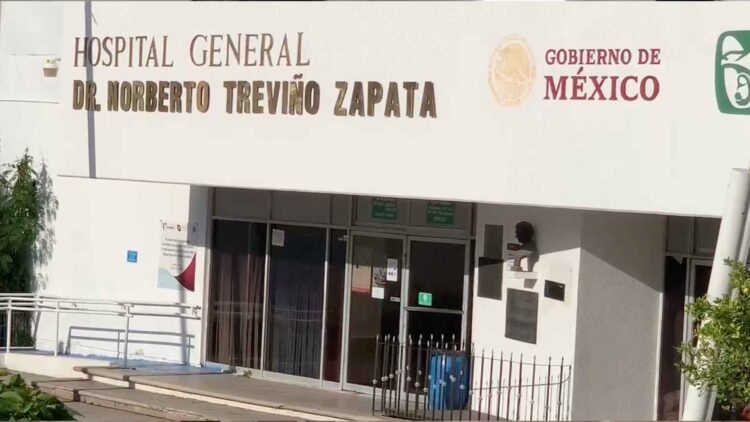 HOSPITAL GENERAL
DR. NORBERTO TREVIÑO ZAPATA
GOBIERNO DE
MÉXICO